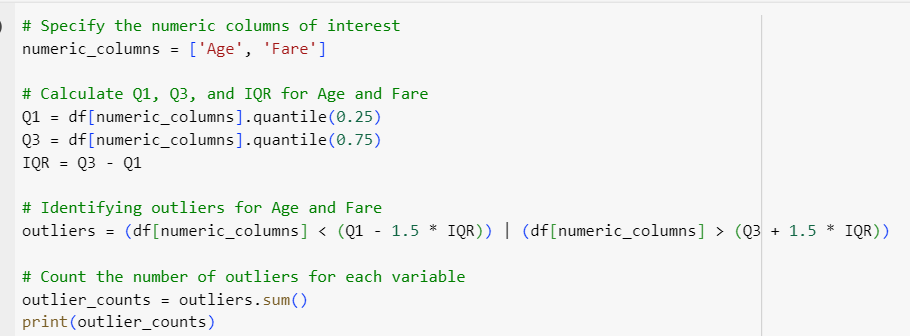 # Specify the numeric columns of interest
numeric_columns = ['Age', 'Fare']
# Calculate Q1, Q3, and IQR for Age and Fare
Q1 = df[numeric_columns].quantile(0.25)
Q3 = df[numeric_columns].quantile(0.75)
IQR = Q3 - Q1
# Identifying outliers for Age and Fare
outliers = (df[numeric_columns] < (Q1 - 1.5 * IQR)) | (df[numeric_columns] > (Q3 + 1.5 * IQR))
# Count the number of outliers for each variable
outlier_counts = outliers.sum()
print(outlier_counts)